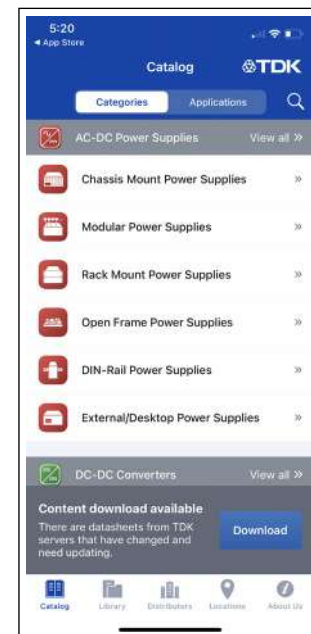 5:20
◄ App Store
Catalog
TDK
Categories
Applications
AC-DC Power Supplies
View all »
Chassis Mount Power Supplies »
Modular Power Supplies »
Rack Mount Power Supplies »
Open Frame Power Supplies »
DIN-Rail Power Supplies »
External/Desktop Power Supplies »
DC-DC Converters
View all »
Content download available
There are datasheets from TDK
servers that have changed and
need updating.
Download
Catalog
Library
Distributors
Locations
About Us